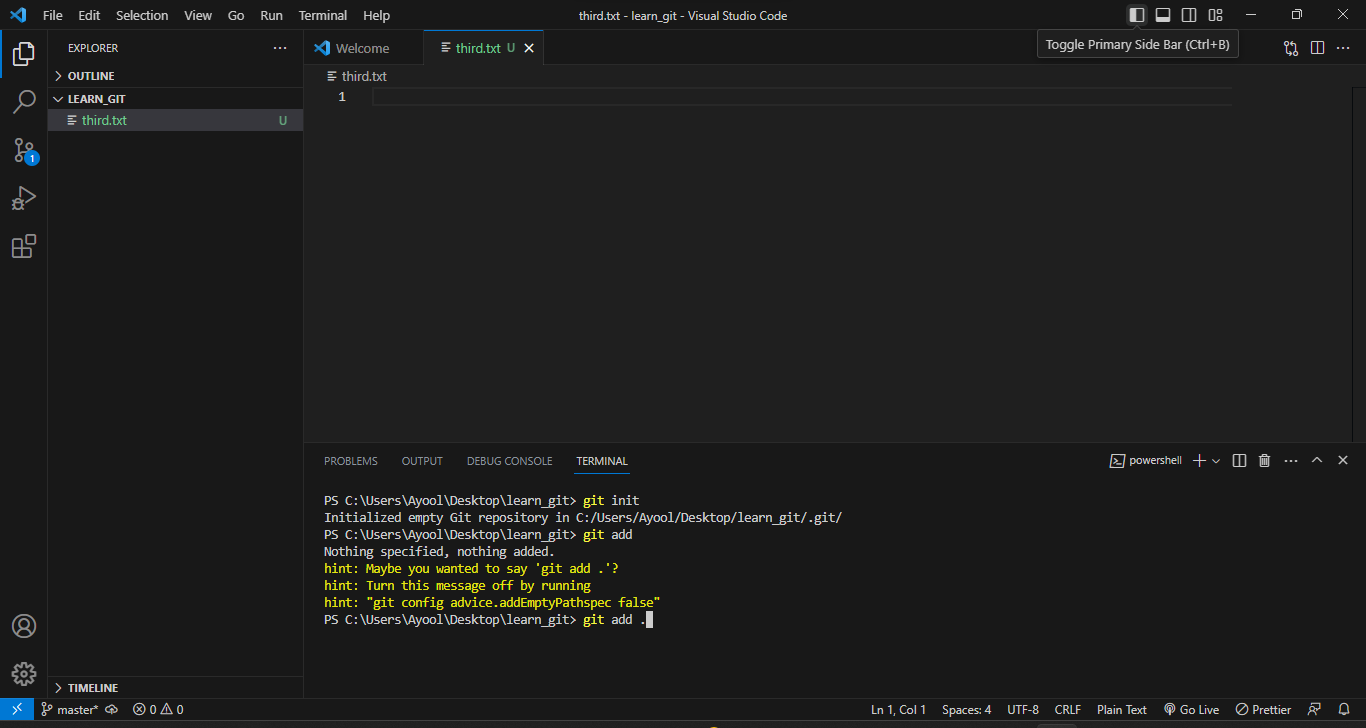 File Edit Selection View Go Run Terminal Help third.txt - learn_git - Visual Studio Code
EXPLORER
Welcome third.txt U
Toggle Primary Side Bar (Ctrl+B)
OUTLINE
third.txt
LEARN_GIT
1
third.txt U
1
PROBLEMS OUTPUT DEBUG CONSOLE TERMINAL powershell
PS C:\Users\Ayool\Desktop\learn_git> git init
Initialized empty Git repository in C:/Users/Ayool/Desktop/learn_git/.git/
PS C:\Users\Ayool\Desktop\learn_git> git add
Nothing specified, nothing added.
hint: Maybe you wanted to say 'git add .'?
hint: Turn this message off by running
hint: "git config advice.addEmptyPathspec false"
PS C:\Users\Ayool\Desktop\learn_git> git add .
TIMELINE
master* 0 0 Ln 1, Col 1 Spaces: 4 UTF-8 CRLF Plain Text Go Live Prettier